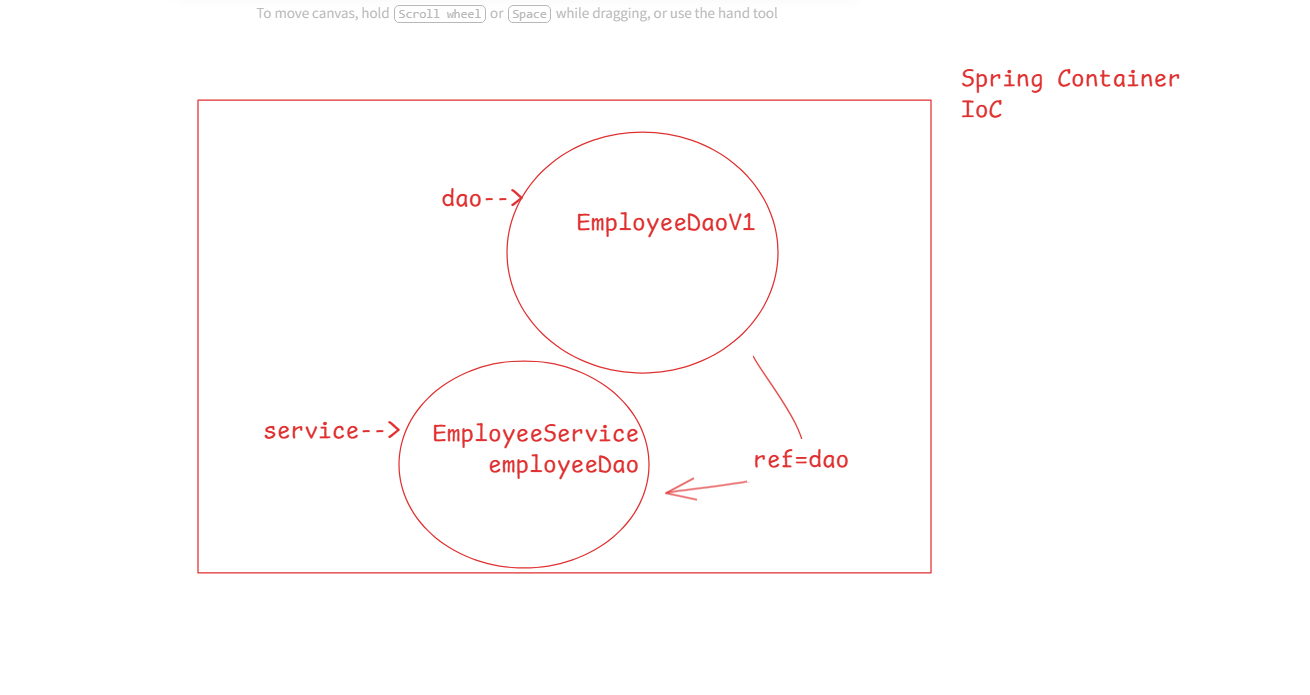 To move canvas, hold Scroll wheel or Space while dragging, or use the hand tool
Spring Container
IoC
dao-->
EmployeeDaoV1
service-->
EmployeeService
employeeDao
ref=dao